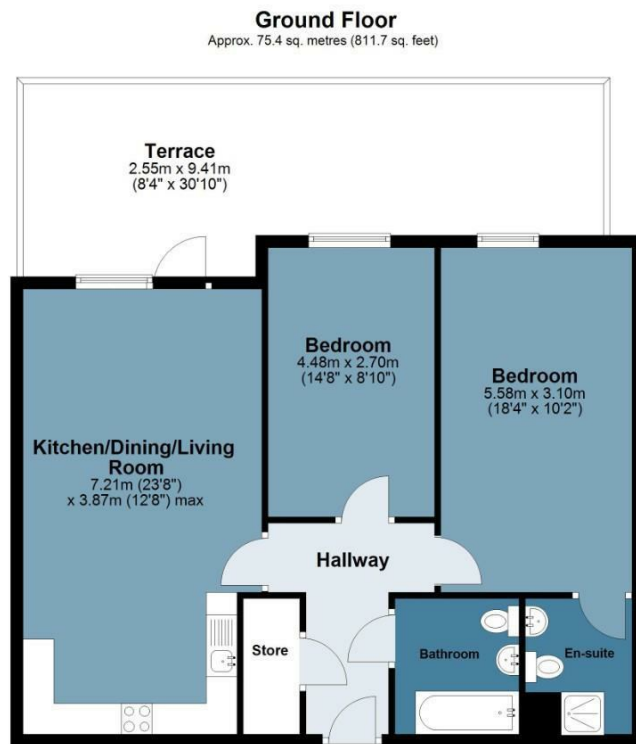 Ground Floor
Approx. 75.4 sq. metres (811.7 sq. feet)
Terrace
2.55m x 9.41m
(8'4" x 30'10")
Bedroom
4.48m x 2.70m
(14'8" x 8'10")
Bedroom
5.58m x 3.10m
(18'4" x 10'2")
Kitchen/Dining/Living
Room
7.21m (23'8")
x 3.87m (12'8") max
Hallway
Store
Bathroom
En-suite